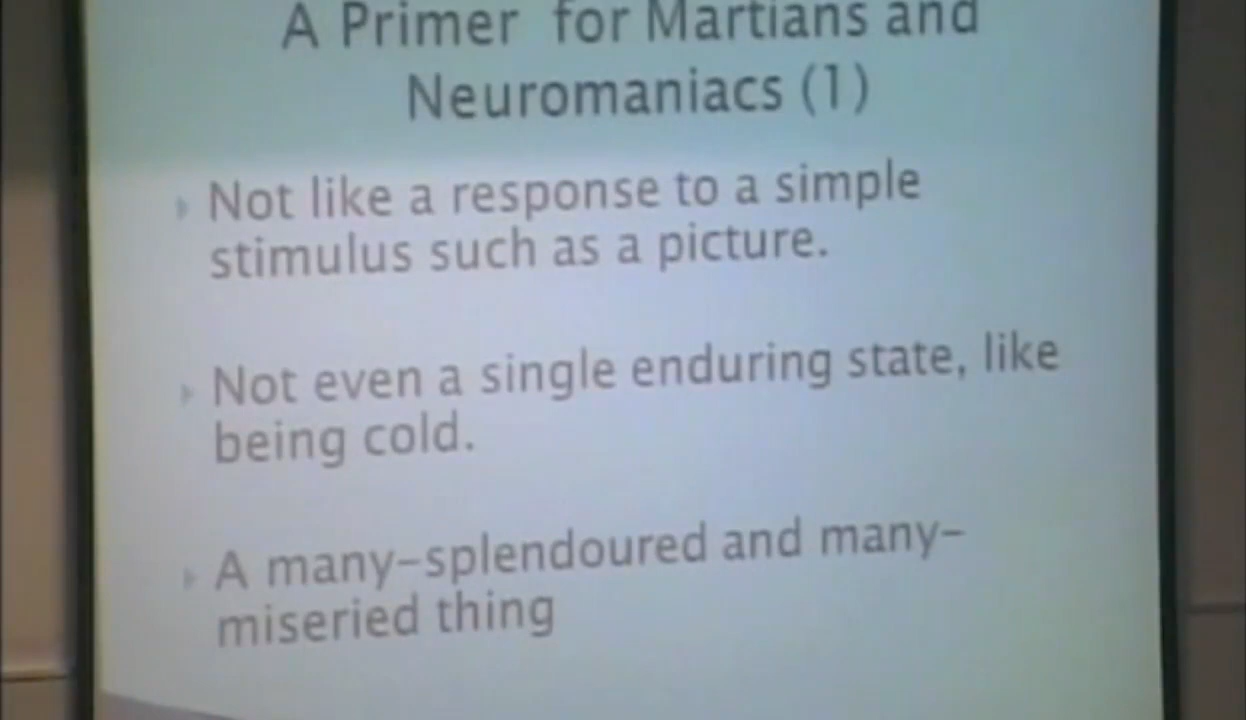 A Primer for Martians and
Neuromaniacs (1)
Not like a response to a simple
stimulus such as a picture.
Not even a single enduring state, like
being cold.
A many-splendoured and many-
miseried thing